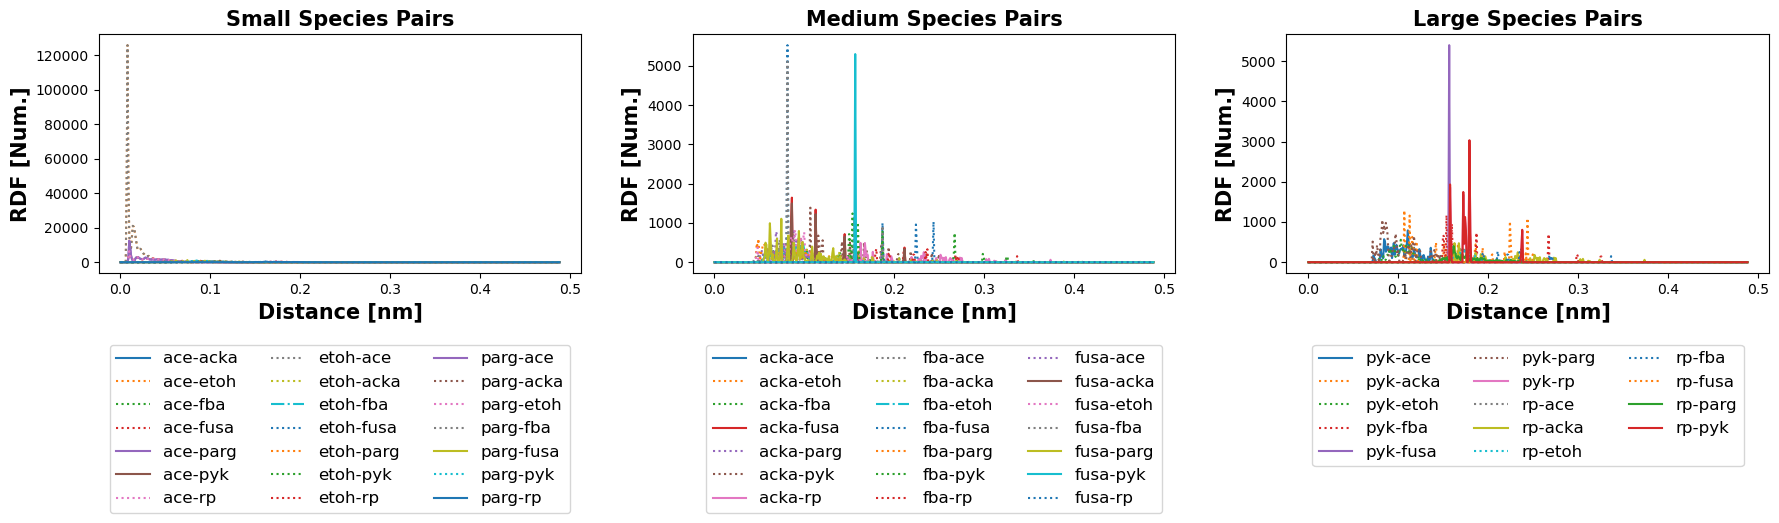 Small Species Pairs
RDF [Num.]
120000
100000
80000
60000
40000
20000
0
0.0 0.1 0.2 0.3 0.4 0.5
Distance [nm]
ace-acka etoh-ace parg-ace
ace-etoh etoh-acka parg-acka
ace-fba etoh-fba parg-etoh
ace-fusa etoh-fusa parg-fba
ace-parg etoh-parg parg-fusa
ace-pyk etoh-pyk parg-pyk
ace-rp etoh-rp parg-rp
Medium Species Pairs
RDF [Num.]
5000
4000
3000
2000
1000
0
0.0 0.1 0.2 0.3 0.4 0.5
Distance [nm]
acka-ace fba-ace fusa-ace
acka-etoh fba-acka fusa-acka
acka-fba fba-etoh fusa-etoh
acka-fusa fba-fusa fusa-fba
acka-parg fba-parg fusa-parg
acka-pyk fba-pyk fusa-pyk
acka-rp fba-rp fusa-rp
Large Species Pairs
RDF [Num.]
5000
4000
3000
2000
1000
0
0.0 0.1 0.2 0.3 0.4 0.5
Distance [nm]
pyk-ace pyk-parg rp-fba
pyk-acka pyk-rp rp-fusa
pyk-etoh rp-ace rp-parg
pyk-fba rp-acka rp-pyk
pyk-fusa rp-etoh